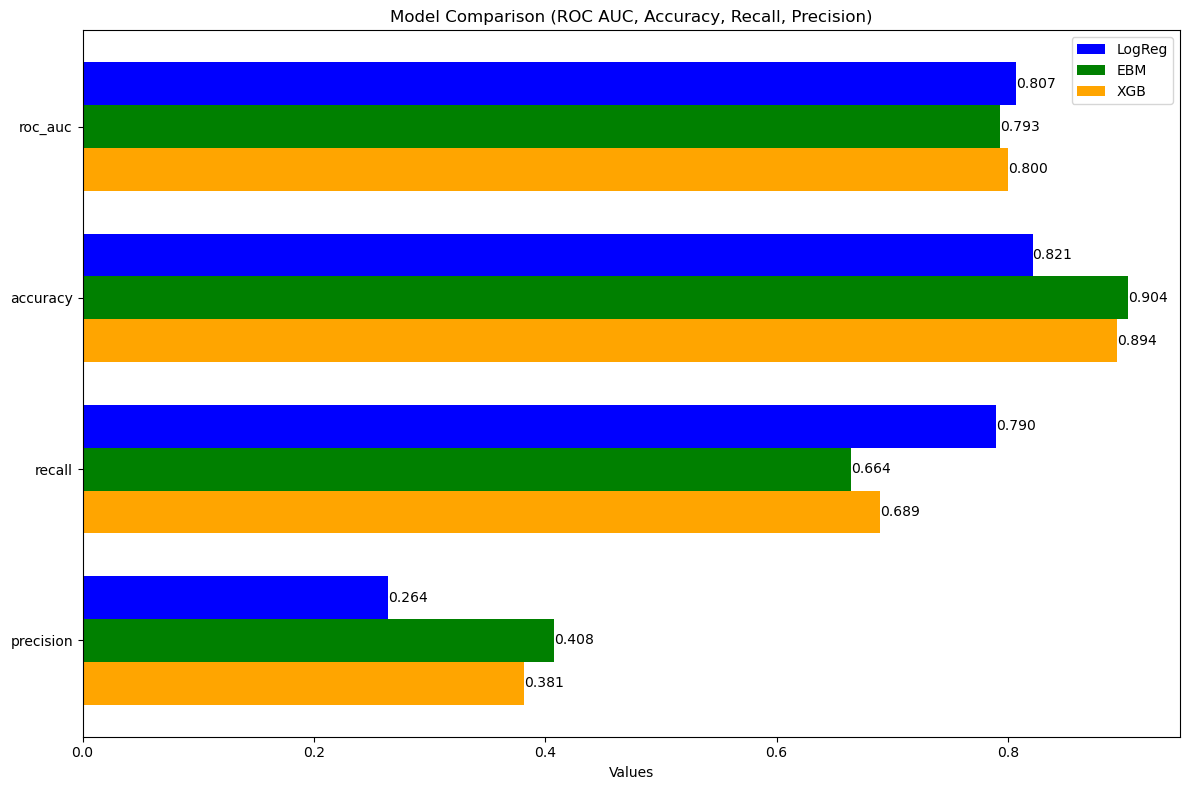 Model Comparison (ROC AUC, Accuracy, Recall, Precision)
LogReg
EBM
XGB
roc_auc
0.807
0.793
0.800
accuracy
0.821
0.904
0.894
recall
0.790
0.664
0.689
precision
0.264
0.408
0.381
0.0
0.2
0.4
0.6
0.8
Values